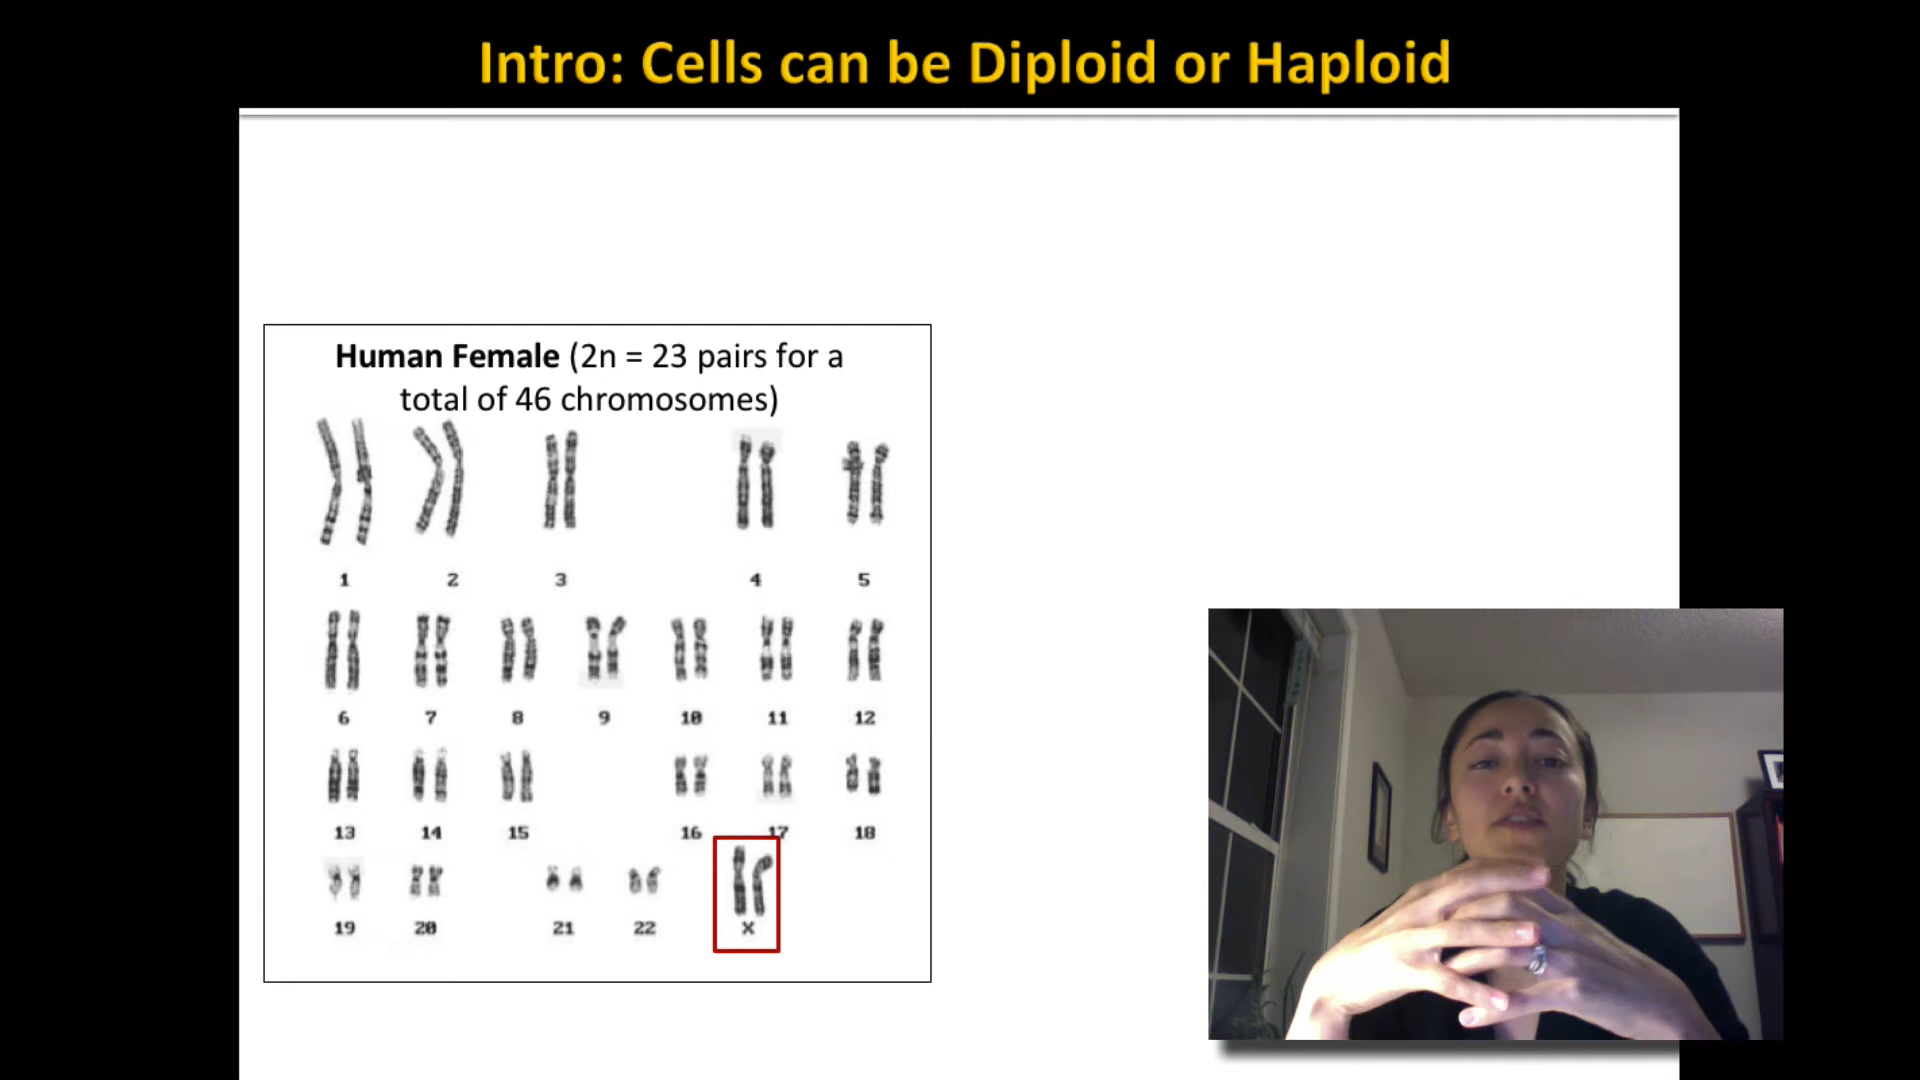 Intro: Cells can be Diploid or Haploid
Human Female (2n = 23 pairs for a
total of 46 chromosomes)
1 2 3 4 5
6 7 8 9 10 11 12
13 14 15 16 17 18
19 20 21 22 X